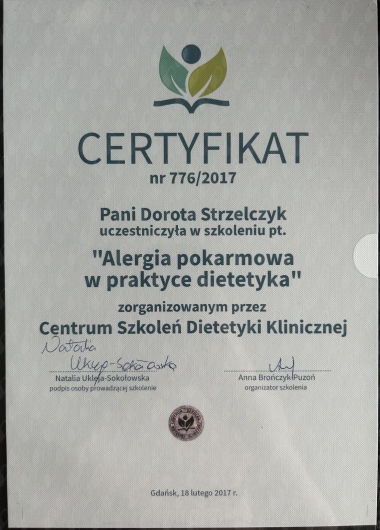 CERTYFIKAT
nr 776/2017
Pani Dorota Strzelczyk
uczestniczyła w szkoleniu pt.
"Alergia pokarmowa
w praktyce dietetyka"
zorganizowanym przez
Centrum Szkoleń Dietetyki Klinicznej
Natalia
Ukleja-Sokołowska
Natalia Ukleja-Sokołowska
podpis osoby prowadzącej szkolenie
Anna Brończyk-Puzoń
organizator szkolenia
Gdańsk, 18 lutego 2017 r.